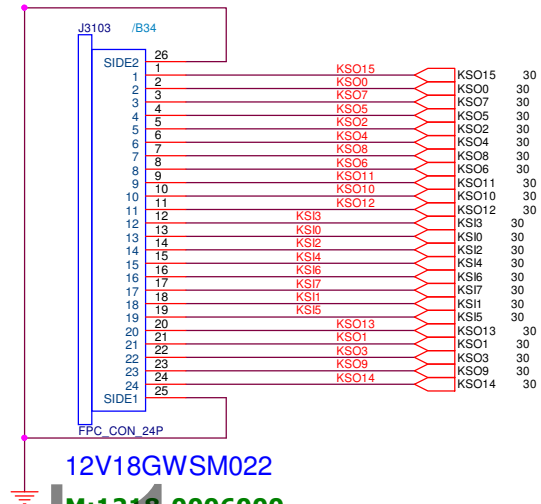 J3103 /B34
SIDE2 26
1 1 KSO15 KSO15 30
2 2 KSO0 KSO0 30
3 3 KSO7 KSO7 30
4 4 KSO5 KSO5 30
5 5 KSO2 KSO2 30
6 6 KSO4 KSO4 30
7 7 KSO8 KSO8 30
8 8 KSO6 KSO6 30
9 9 KSO11 KSO11 30
10 10 KSO10 KSO10 30
11 11 KSO12 KSO12 30
12 12 KSI3 KSI3 30
13 13 KSI0 KSI0 30
14 14 KSI2 KSI2 30
15 15 KSI4 KSI4 30
16 16 KSI6 KSI6 30
17 17 KSI7 KSI7 30
18 18 KSI1 KSI1 30
19 19 KSI5 KSI5 30
20 20 KSO13 KSO13 30
21 21 KSO1 KSO1 30
22 22 KSO3 KSO3 30
23 23 KSO9 KSO9 30
24 24 KSO14 KSO14 30
SIDE1 25
FPC_CON_24P
12V18GWSM022